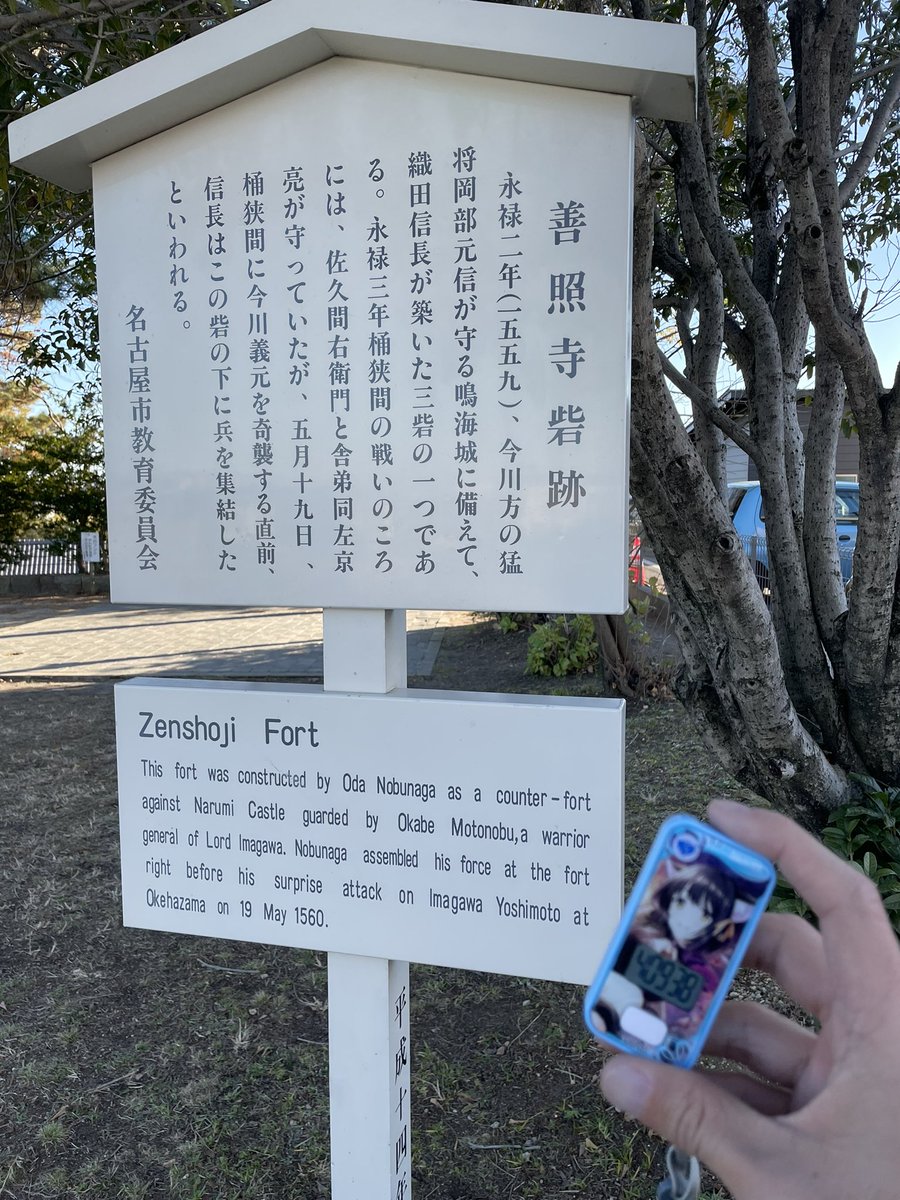 善照寺砦跡
永禄二年(一五五九)、今川方の猛
将岡部元信が守る鳴海城に備えて、
織田信長が築いた三砦の一つであ
る。永禄三年桶狭間の戦いのころ
には、佐久間右衛門と舎弟同左京
亮が守っていたが、五月十九日、
桶狭間に今川義元を奇襲する直前、
信長はこの砦の下に兵を集結した
といわれる。
名古屋市教育委員会
Zenshoji Fort
This fort was constructed by Oda Nobunaga as a counter-fort
against Narumi Castle guarded by Okabe Motonobu,a warrior
general of Lord Imagawa. Nobunaga assembled his force at the fort
right before his surprise attack on Imagawa Yoshimoto at
Okehazama on 19 May 1560.
平成十四年